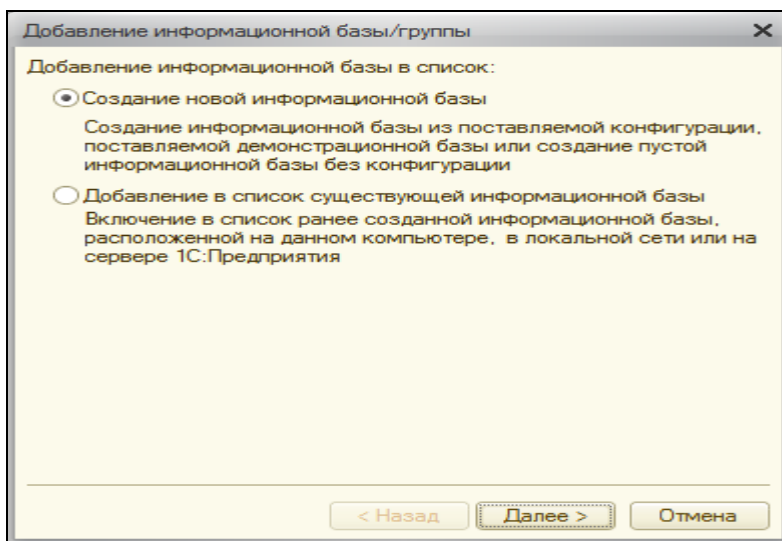 Добавление информационной базы/группы
Добавление информационной базы в список:
Создание новой информационной базы
Создание информационной базы из поставляемой конфигурации,
поставляемой демонстрационной базы или создание пустой
информационной базы без конфигурации
Добавление в список существующей информационной базы
Включение в список ранее созданной информационной базы,
расположенной на данном компьютере, в локальной сети или на
сервере 1С:Предприятия
< Назад Далее > Отмена